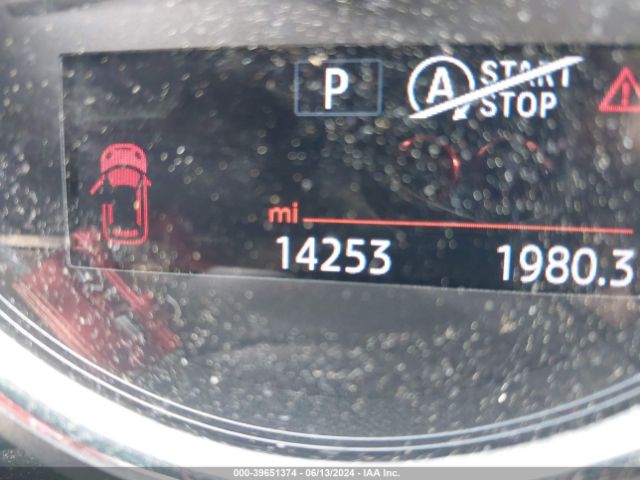 P A START
STOP
mi
14253 1980.3
000-39651374 | 06/13/2024 | IAA Inc.